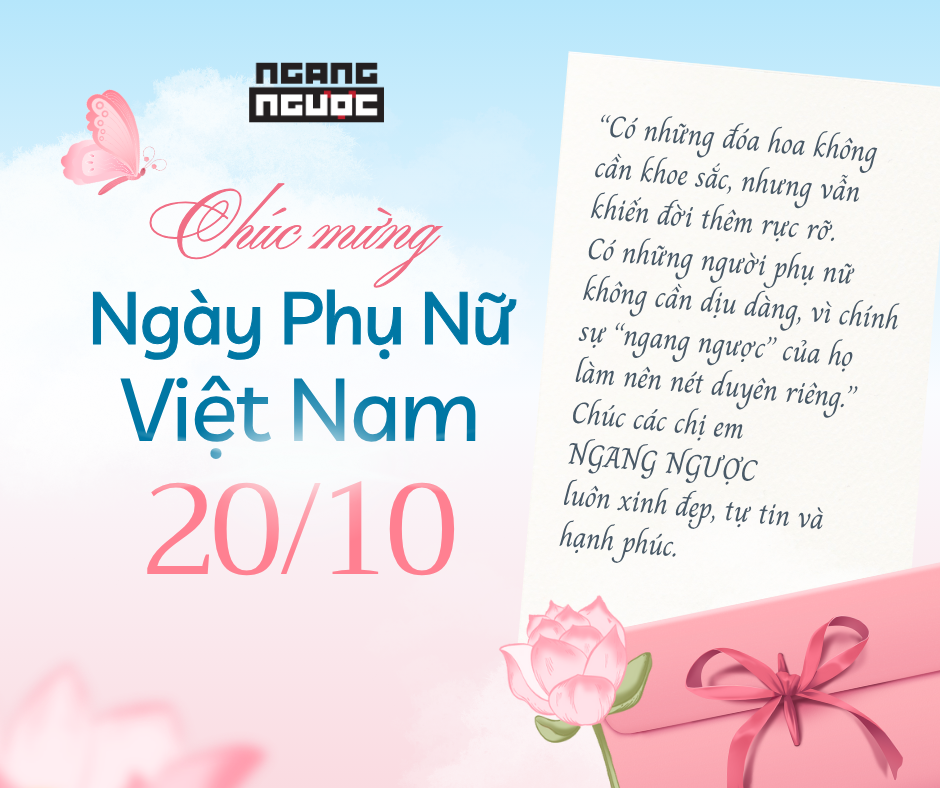 NGANG
NGƯỢC
Chúc mừng
Ngày Phụ Nữ
Việt Nam
20/10
“Có những đóa hoa không
cần khoe sắc, nhưng vẫn
khiến đời thêm rực rỡ.
Có những người phụ nữ
không cần dịu dàng, vì chính
sự “ngang ngược” của họ
làm nên nét duyên riêng.”
Chúc các chị em
NGANG NGƯỢC
luôn xinh đẹp, tự tin và
hạnh phúc.